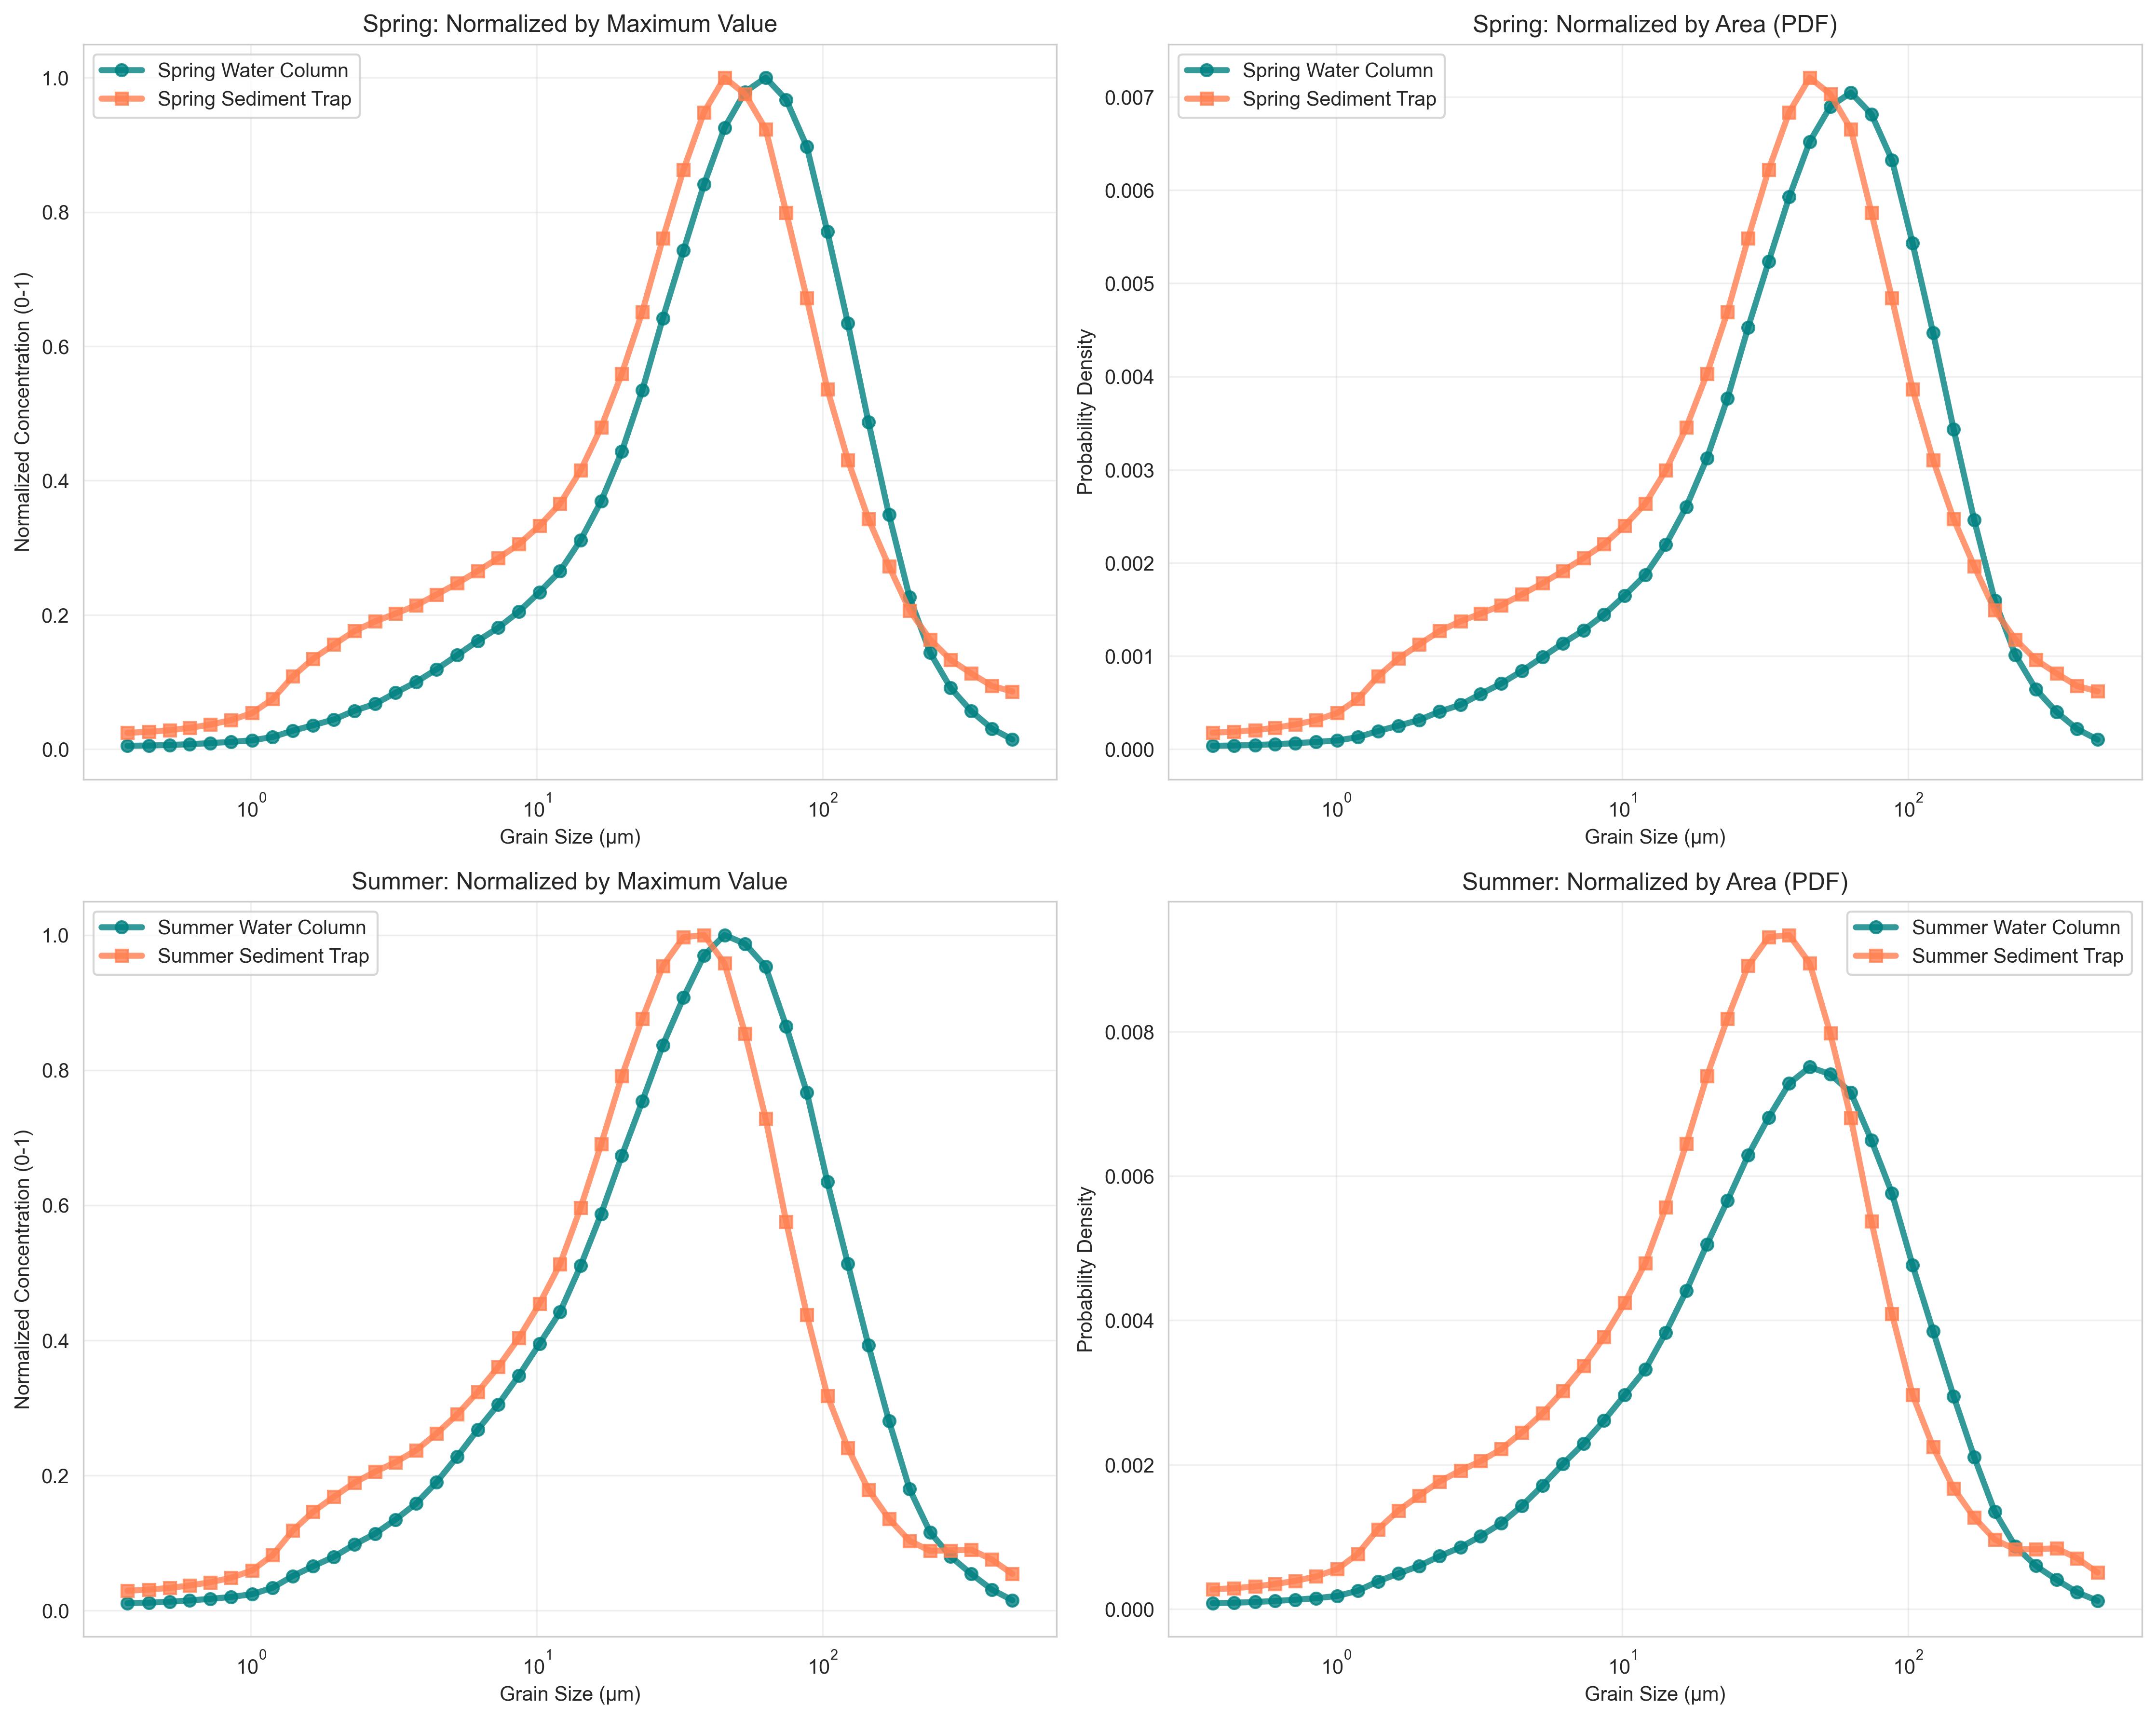 Spring: Normalized by Maximum Value
Spring Water Column
Spring Sediment Trap
Normalized Concentration (0-1)
1.0
0.8
0.6
0.4
0.2
0.0
10⁰
10¹
10²
Grain Size (µm)
Spring: Normalized by Area (PDF)
Spring Water Column
Spring Sediment Trap
Probability Density
0.007
0.006
0.005
0.004
0.003
0.002
0.001
0.000
10⁰
10¹
10²
Grain Size (µm)
Summer: Normalized by Maximum Value
Summer Water Column
Summer Sediment Trap
Normalized Concentration (0-1)
1.0
0.8
0.6
0.4
0.2
0.0
10⁰
10¹
10²
Grain Size (µm)
Summer: Normalized by Area (PDF)
Summer Water Column
Summer Sediment Trap
Probability Density
0.008
0.006
0.004
0.002
0.000
10⁰
10¹
10²
Grain Size (µm)